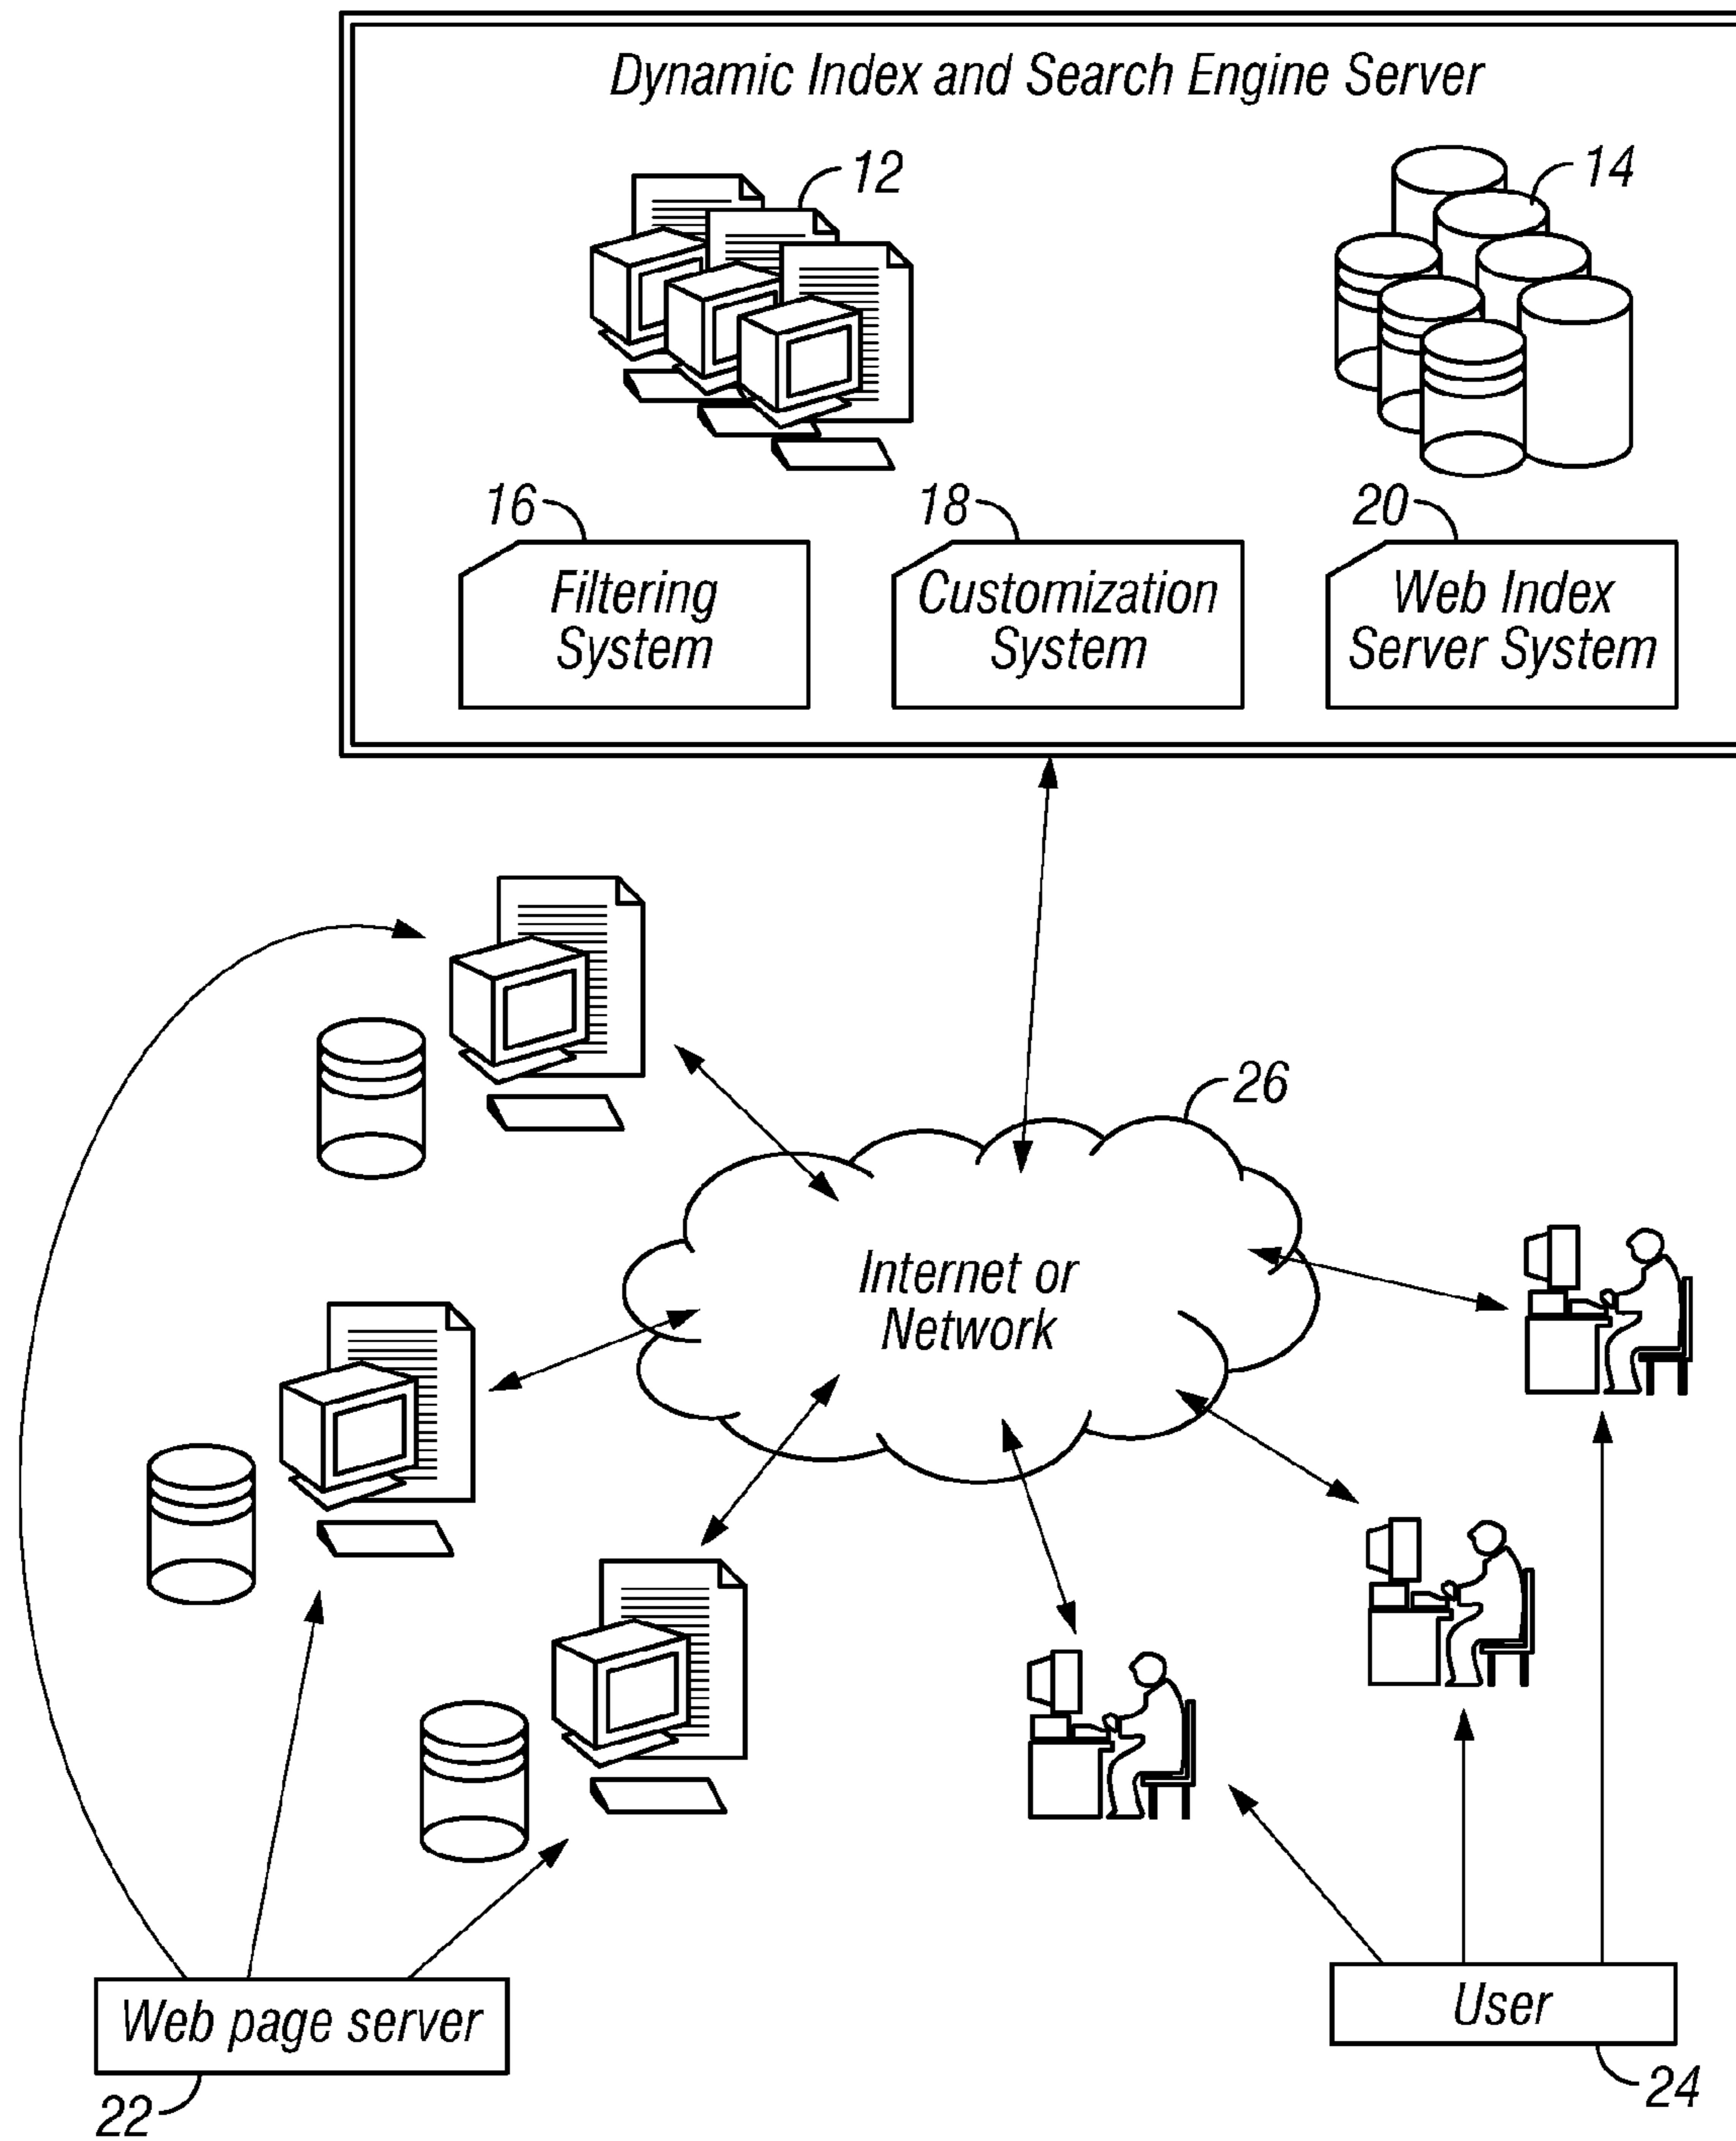 Dynamic Index and Search Engine Server
12
14
16
18
20
Filtering
System
Customization
System
Web Index
Server System
26
Internet or
Network
Web page server
User
22
24